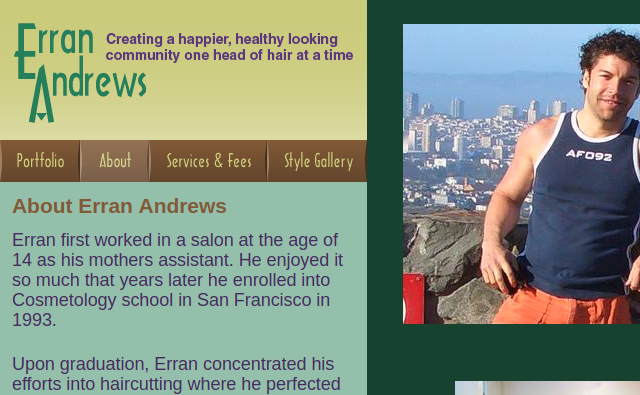 Erran
Andrews
Creating a happier, healthy looking
community one head of hair at a time
Portfolio
About
Services & Fees
Style Gallery
AF092
About Erran Andrews
Erran first worked in a salon at the age of
14 as his mothers assistant. He enjoyed it
so much that years later he enrolled into
Cosmetology school in San Francisco in
1993.
Upon graduation, Erran concentrated his
efforts into haircutting where he perfected